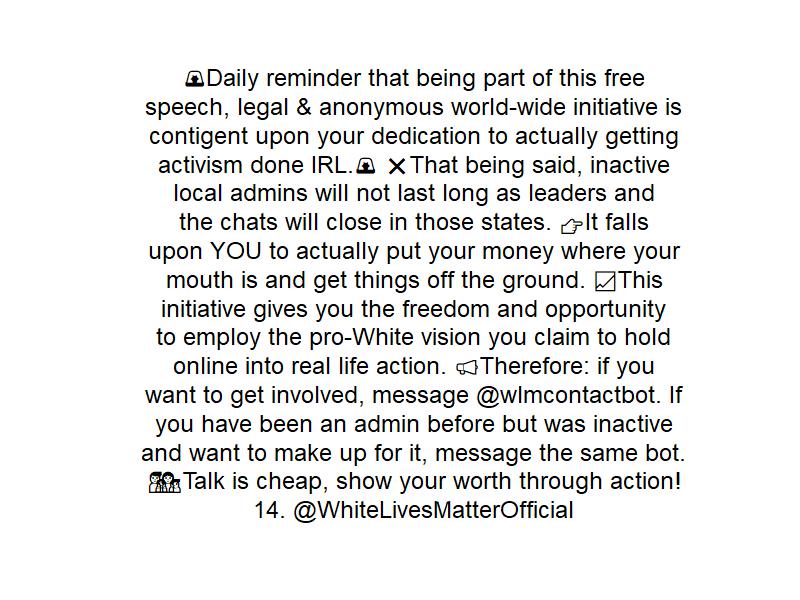 🚨Daily reminder that being part of this free
speech, legal & anonymous world-wide initiative is
contigent upon your dedication to actually getting
activism done IRL.🚨 ❌That being said, inactive
local admins will not last long as leaders and
the chats will close in those states. 👉It falls
upon YOU to actually put your money where your
mouth is and get things off the ground. 📈This
initiative gives you the freedom and opportunity
to employ the pro-White vision you claim to hold
online into real life action. 📢Therefore: if you
want to get involved, message @wlmcontactbot. If
you have been an admin before but was inactive
and want to make up for it, message the same bot.
👨‍👩‍👧‍👦Talk is cheap, show your worth through action!
14. @WhiteLivesMatterOfficial